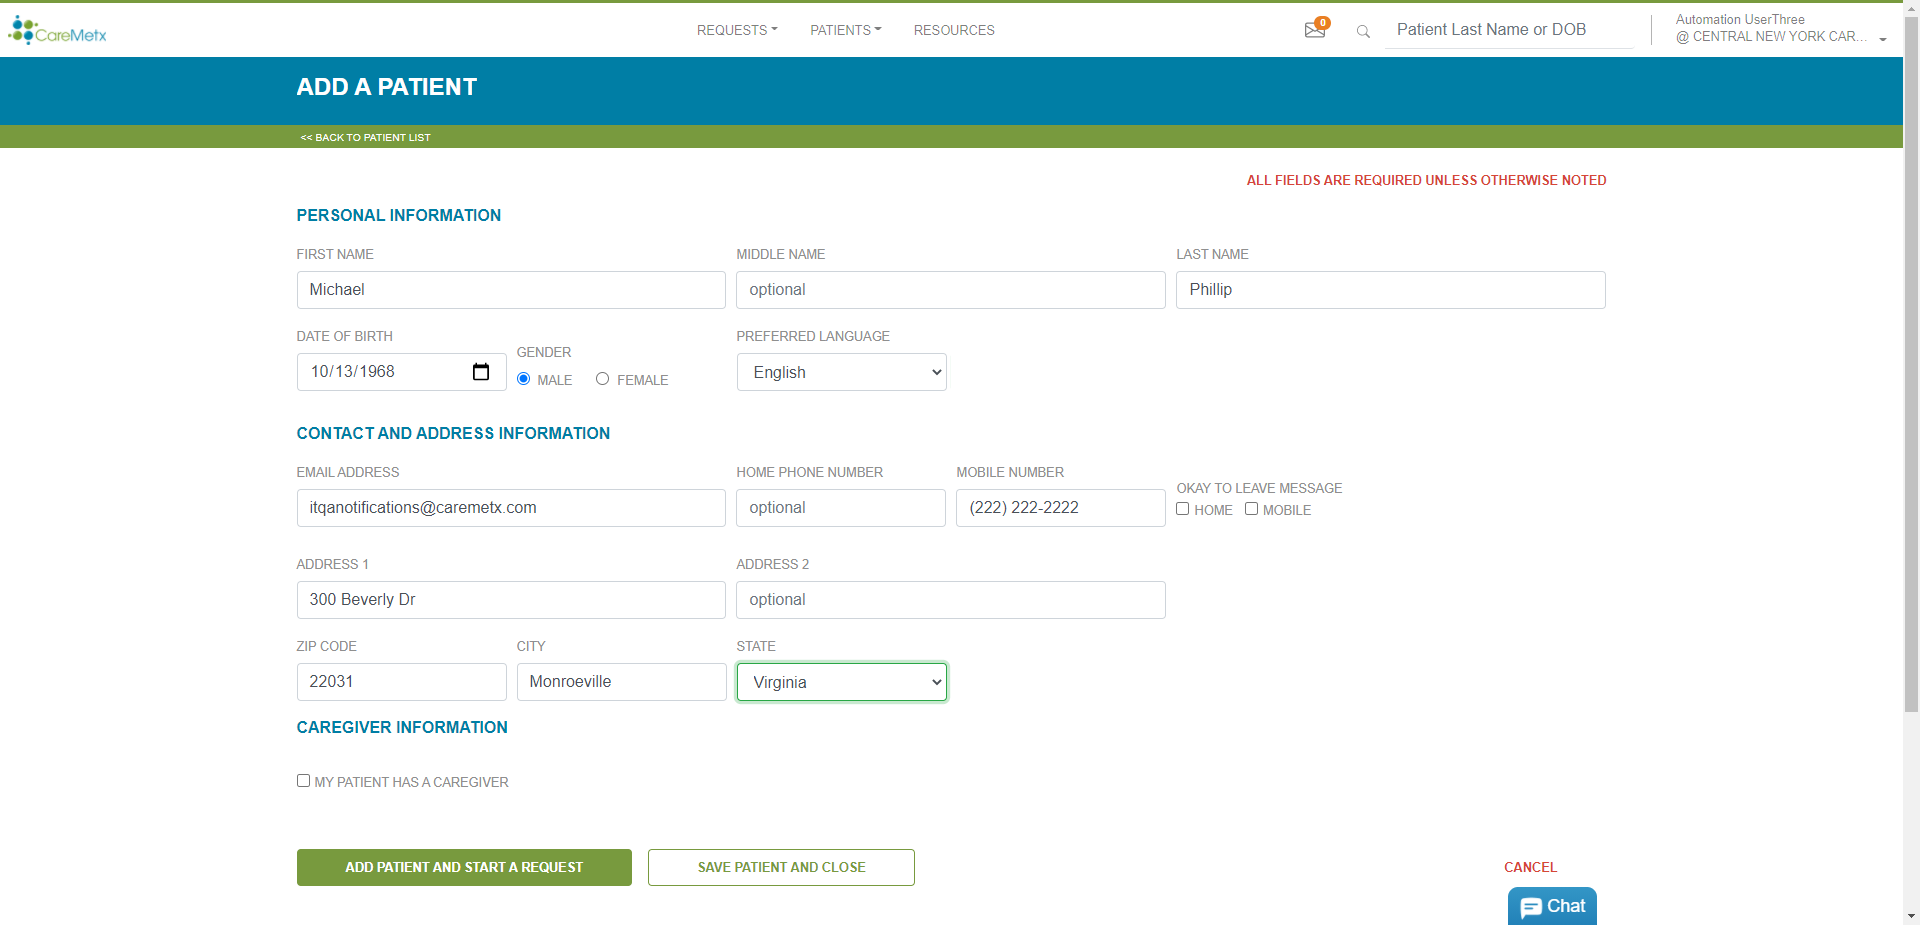 CareMetx
REQUESTS
PATIENTS
RESOURCES
0
Patient Last Name or DOB
Automation UserThree
@ CENTRAL NEW YORK CAR...
ADD A PATIENT
<< BACK TO PATIENT LIST
ALL FIELDS ARE REQUIRED UNLESS OTHERWISE NOTED
PERSONAL INFORMATION
FIRST NAME
MIDDLE NAME
LAST NAME
Michael
optional
Phillip
DATE OF BIRTH
GENDER
PREFERRED LANGUAGE
10/13/1968
MALE
FEMALE
English
CONTACT AND ADDRESS INFORMATION
EMAIL ADDRESS
HOME PHONE NUMBER
MOBILE NUMBER
OKAY TO LEAVE MESSAGE
itqanotifications@caremetx.com
optional
(222) 222-2222
HOME
MOBILE
ADDRESS 1
ADDRESS 2
300 Beverly Dr
optional
ZIP CODE
CITY
STATE
22031
Monroeville
Virginia
CAREGIVER INFORMATION
MY PATIENT HAS A CAREGIVER
ADD PATIENT AND START A REQUEST
SAVE PATIENT AND CLOSE
CANCEL
Chat